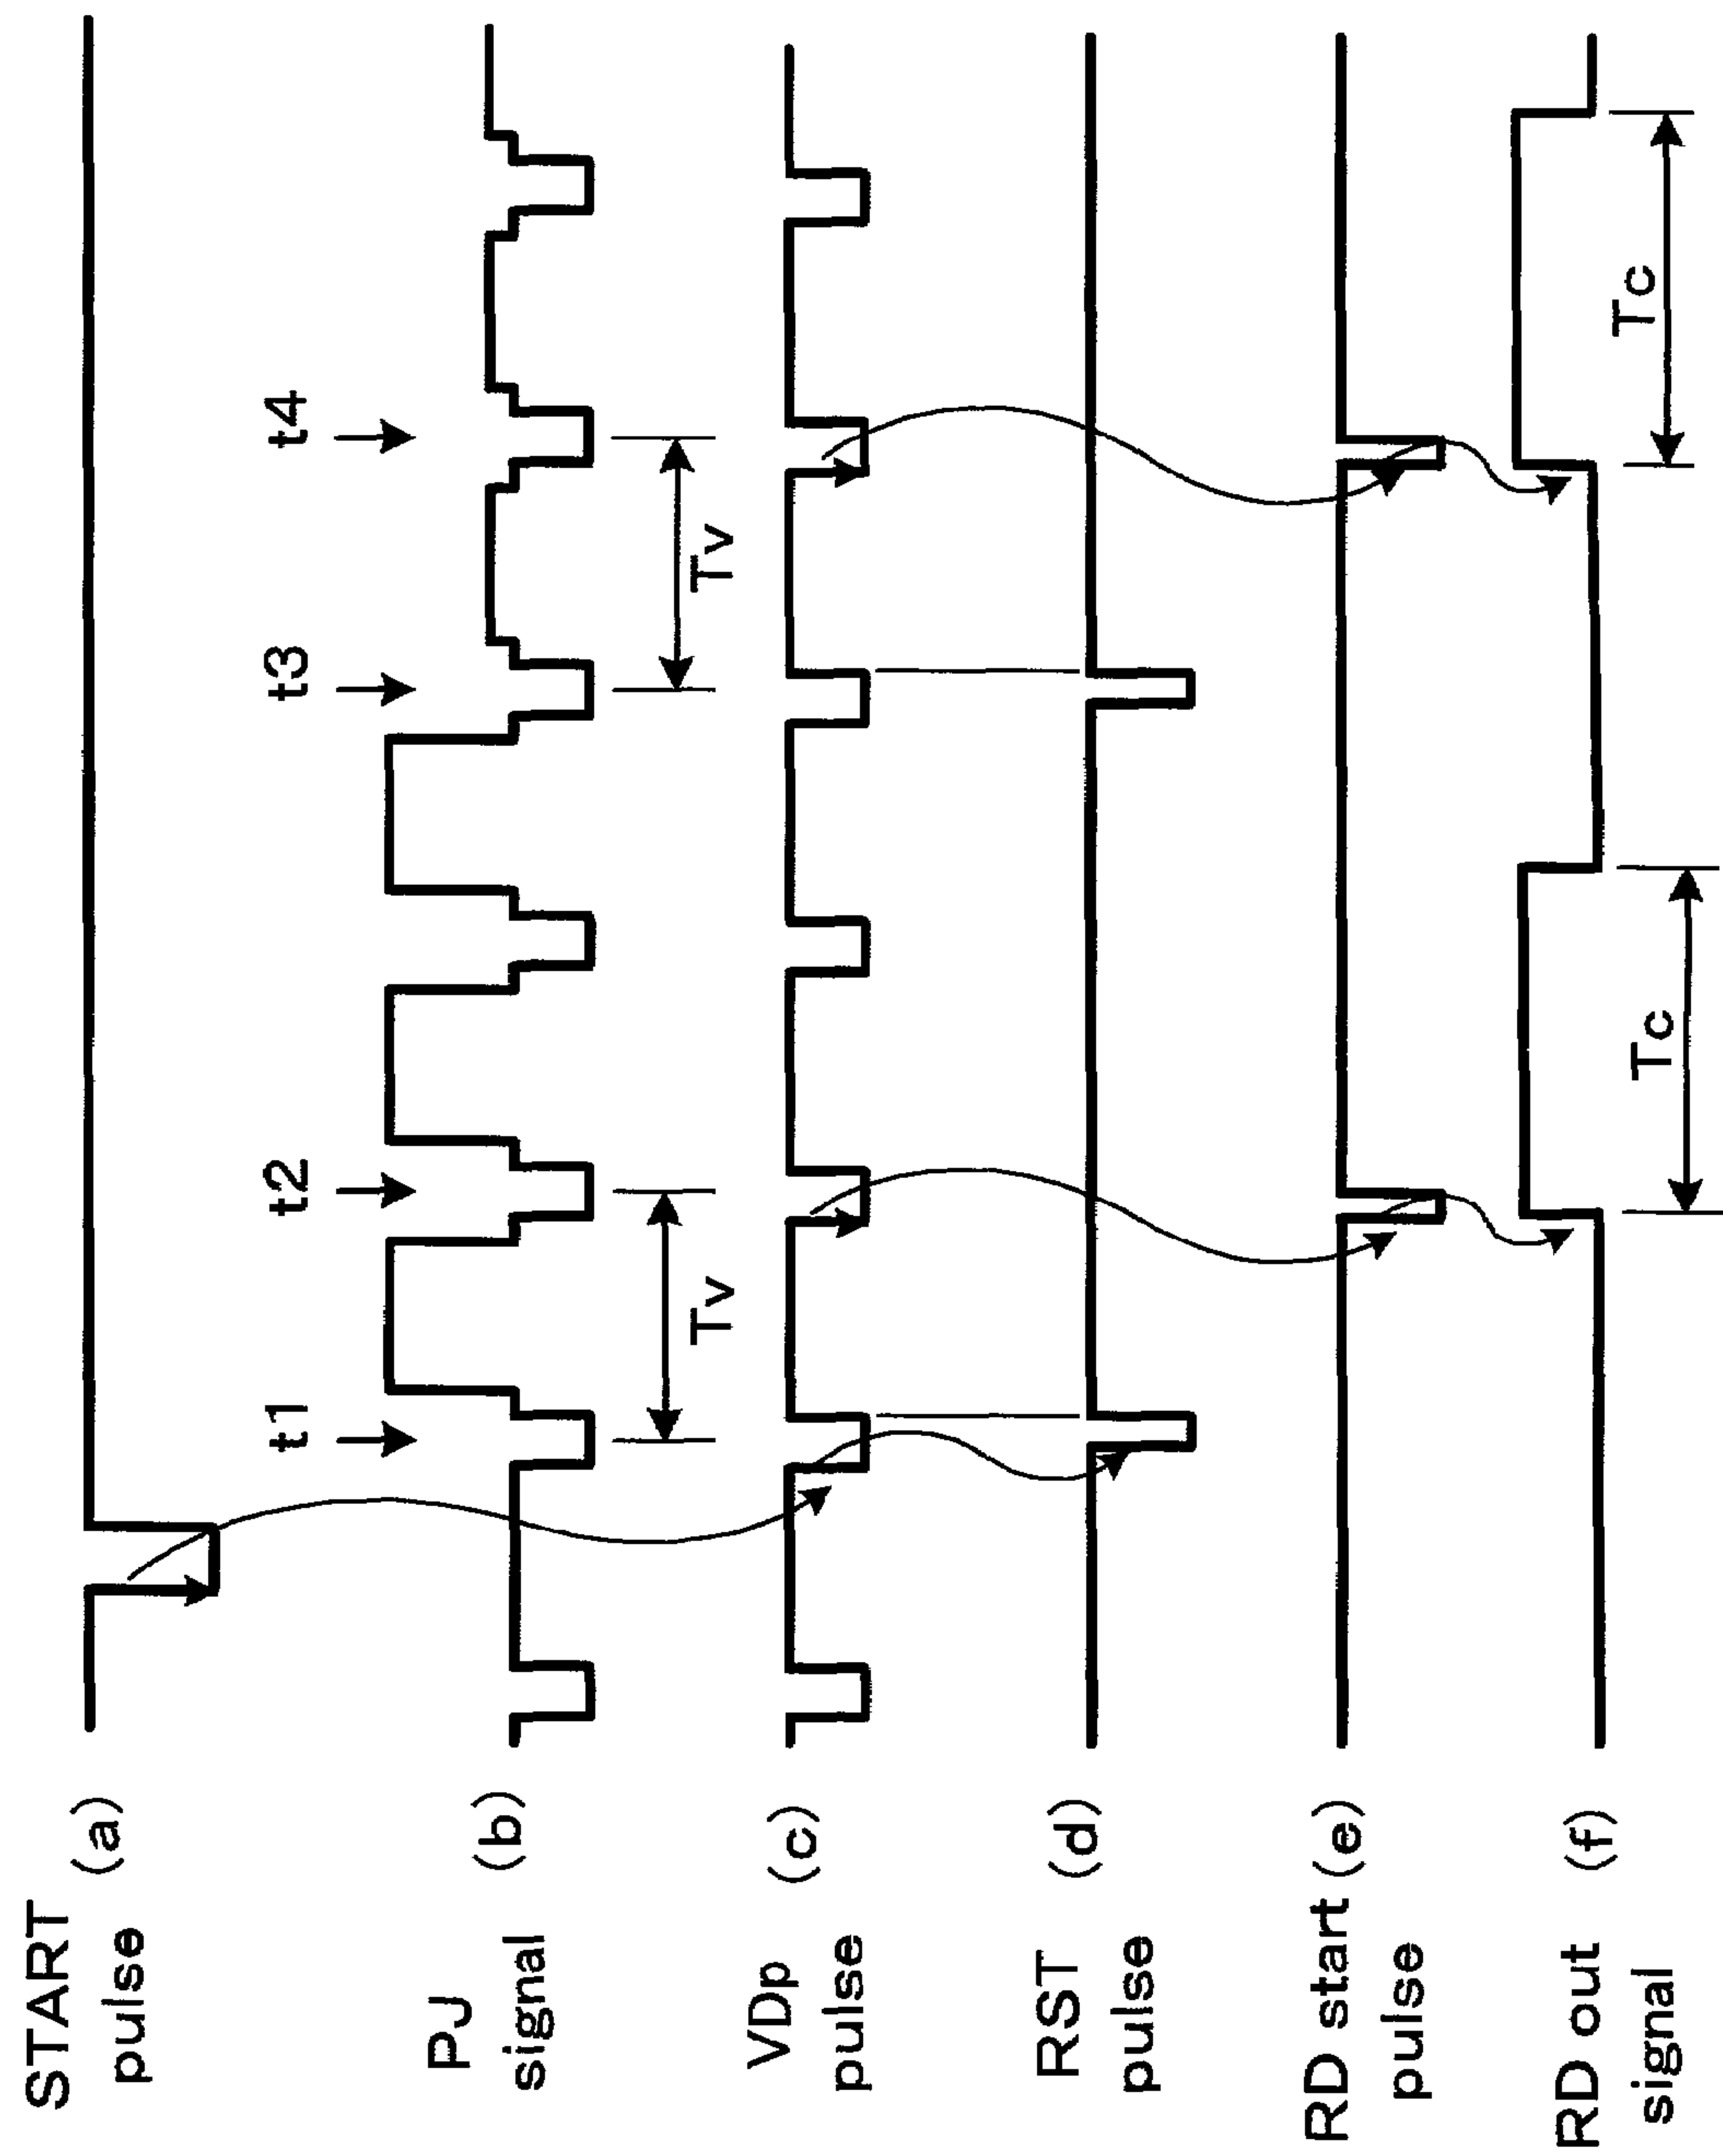 START (a)
pulse
t1 t2 t3 t4
PJ (b)
signal
Tv Tv
VDp (c)
pulse
RST (d)
pulse
RD start (e)
pulse
RD out (f)
signal
Tc Tc